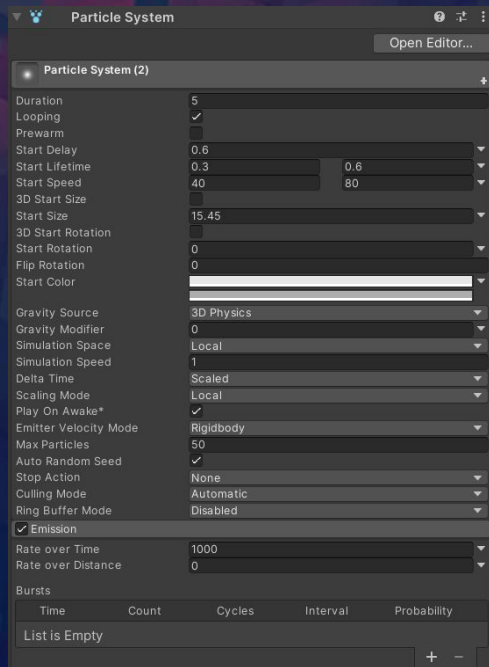 Particle System
Open Editor...
Particle System (2)
Duration 5
Looping
Prewarm
Start Delay 0.6
Start Lifetime 0.3 0.6
Start Speed 40 80
3D Start Size
Start Size 15.45
3D Start Rotation
Start Rotation 0
Flip Rotation 0
Start Color
Gravity Source 3D Physics
Gravity Modifier 0
Simulation Space Local
Simulation Speed 1
Delta Time Scaled
Scaling Mode Local
Play On Awake*
Emitter Velocity Mode Rigidbody
Max Particles 50
Auto Random Seed
Stop Action None
Culling Mode Automatic
Ring Buffer Mode Disabled
Emission
Rate over Time 1000
Rate over Distance 0
Bursts
Time Count Cycles Interval Probability
List is Empty